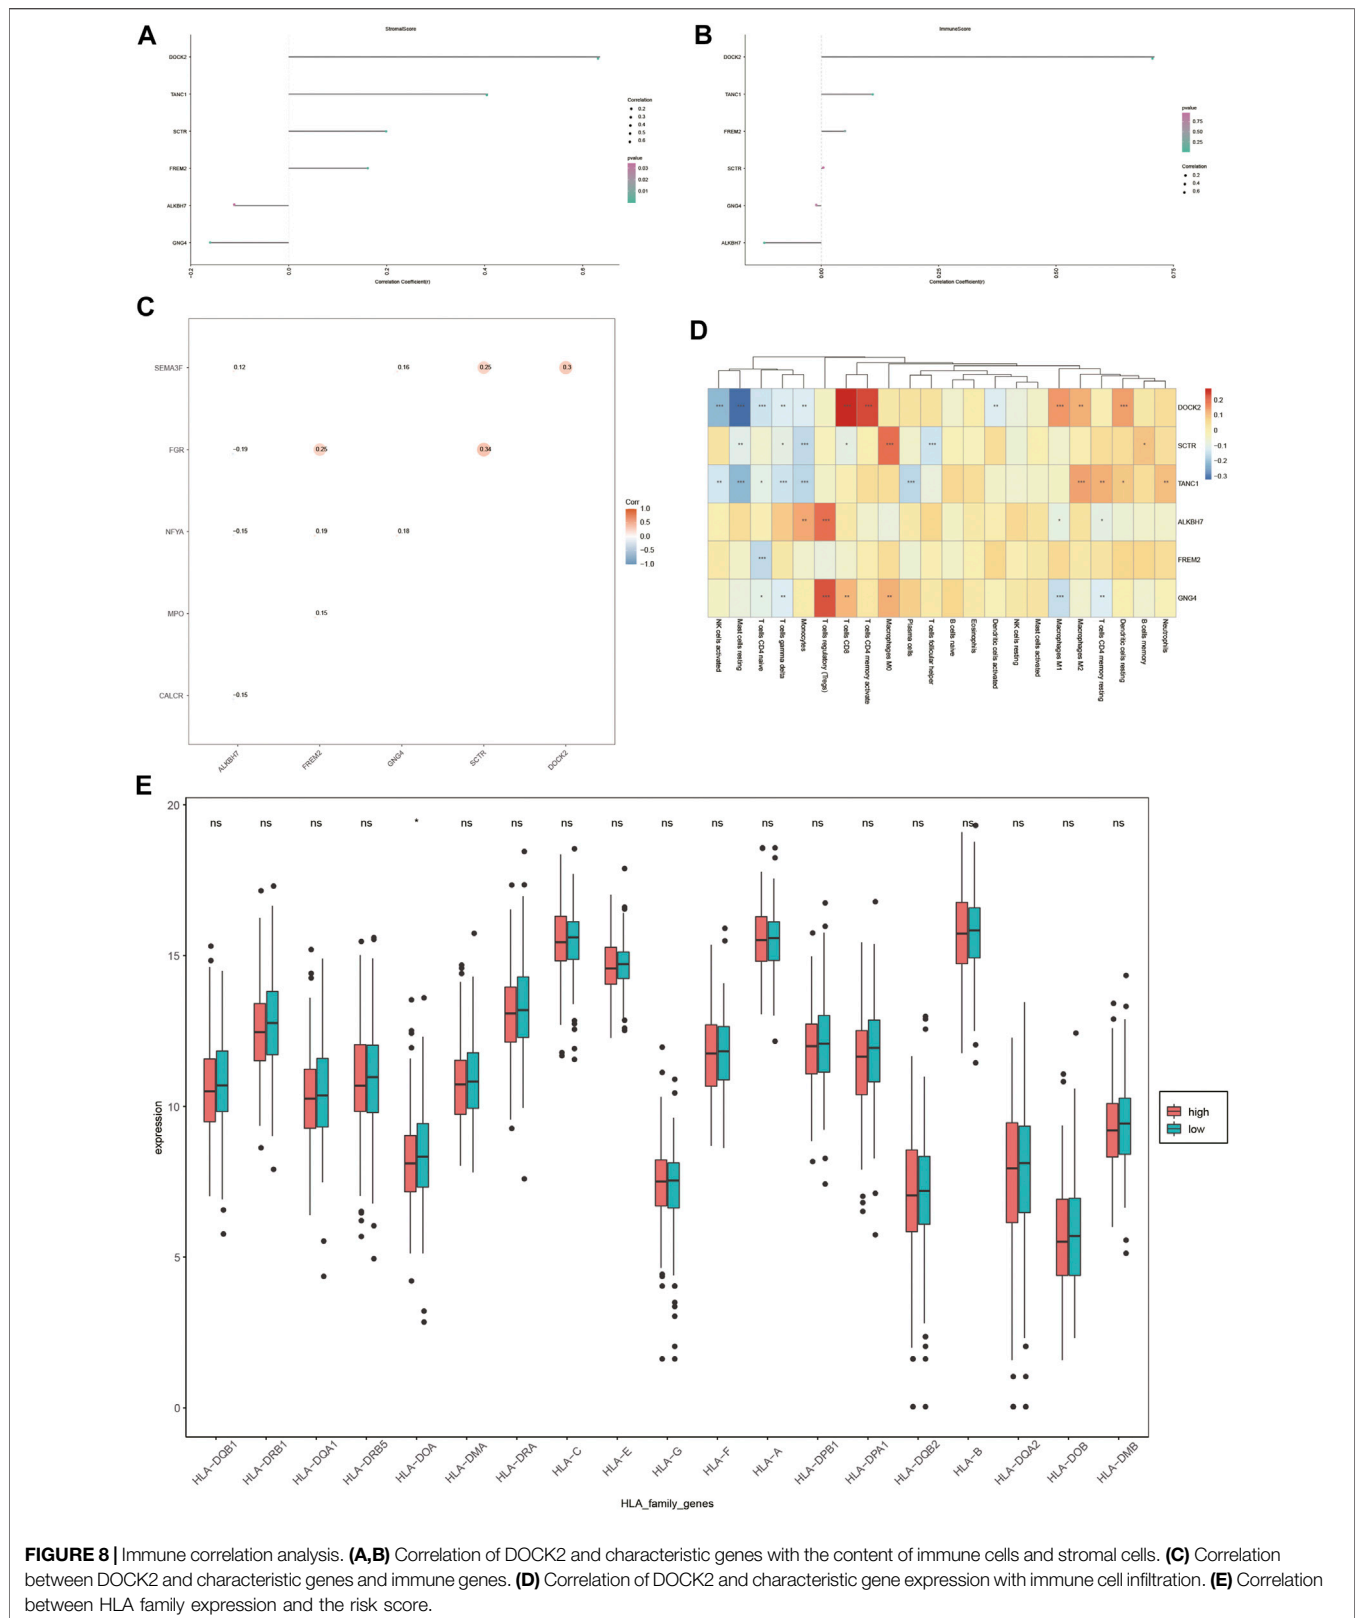 A
StromalScore
DOCK2
TANC1
SCTR
FREM2
ALKBH7
GNG4
-0.2
0.0
0.2
0.4
0.6
Correlation Coefficient(r)
Correlation
0.2
0.3
0.4
0.5
0.6
pvalue
0.03
0.02
0.01
B
ImmuneScore
DOCK2
TANC1
FREM2
SCTR
GNG4
ALKBH7
0.00
0.25
0.50
0.75
Correlation Coefficient(r)
pvalue
0.75
0.50
0.25
Correlation
0.2
0.4
0.6
C
SEMA3F 0.12 0.16 0.25 0.3
FGR -0.19 0.25 0.34
NFYA -0.15 0.19 0.18
MPO 0.15
CALCR -0.15
ALKBH7 FREM2 GNG4 SCTR DOCK2
Corr
1.0
0.5
0.0
-0.5
-1.0
D
*** *** *** ** ** *** ** *** ** *** DOCK2
** * *** * *** *** * SCTR
** *** * *** *** *** *** ** * ** TANC1
** *** * * ALKBH7
*** FREM2
* ** *** ** ** *** ** GNG4
NK cells activated
Mast cells resting
T cells CD4 naive
T cells gamma delta
Monocytes
T cells regulatory (Tregs)
T cells CD8
T cells CD4 memory activate
Macrophages M0
Plasma cells
T cells follicular helper
B cells naive
Eosinophils
Dendritic cells activated
NK cells resting
Mast cells activated
Macrophages M1
Macrophages M2
T cells CD4 memory resting
Dendritic cells resting
B cells memory
Neutrophils
0.2
0.1
0
-0.1
-0.2
-0.3
E
20
15
10
5
0
expression
ns ns ns ns * ns ns ns ns ns ns ns ns ns ns ns ns ns ns
HLA-DQB1 HLA-DRB1 HLA-DQA1 HLA-DRB5 HLA-DOA HLA-DMA HLA-DRA HLA-C HLA-E HLA-G HLA-F HLA-A HLA-DPB1 HLA-DPA1 HLA-DQB2 HLA-B HLA-DQA2 HLA-DOB HLA-DMB
HLA_family_genes
high
low
FIGURE 8 | Immune correlation analysis. (A,B) Correlation of DOCK2 and characteristic genes with the content of immune cells and stromal cells. (C) Correlation
between DOCK2 and characteristic genes and immune genes. (D) Correlation of DOCK2 and characteristic gene expression with immune cell infiltration. (E) Correlation
between HLA family expression and the risk score.